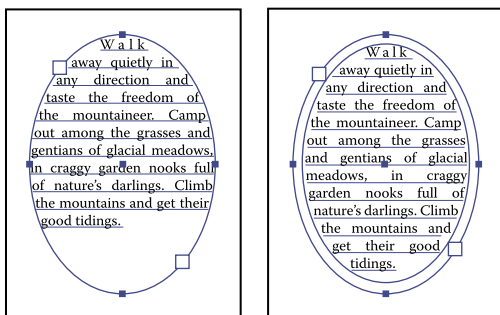 Walk
away quietly in
any direction and
taste the freedom of
the mountaineer. Camp
out among the grasses and
gentians of glacial meadows,
in craggy garden nooks full
of nature's darlings. Climb
the mountains and get their
good tidings.
Walk
away quietly in
any direction and
taste the freedom of
the mountaineer. Camp
out among the grasses
and gentians of glacial
meadows, in craggy
garden nooks full of
nature's darlings. Climb
the mountains and
get their good
tidings.